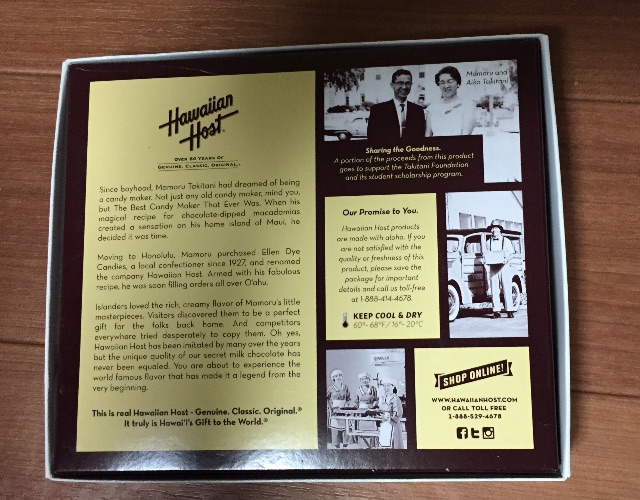 Hawaiian
Host®
OVER 80 YEARS OF
GENUINE. CLASSIC. ORIGINAL.®
Since boyhood, Mamoru Takitani had dreamed of being
a candy maker. Not just any old candy maker, mind you,
but The Best Candy Maker That Ever Was. When his
magical recipe for chocolate-dipped macadamias
created a sensation on his home island of Maui, he
decided it was time.
Moving to Honolulu, Mamoru purchased Ellen Dye
Candies, a local confectioner since 1927, and renamed
the company Hawaiian Host. Armed with his fabulous
recipe, he was soon filling orders all over O'ahu.
Islanders loved the rich, creamy flavor of Mamoru's little
masterpieces. Visitors discovered them to be a perfect
gift for the folks back home. And competitors
everywhere tried desperately to copy them. Oh yes,
Hawaiian Host has been imitated by many over the years
but the unique quality of our secret milk chocolate has
never been equaled. You are about to experience the
world famous flavor that has made it a legend from the
very beginning.
This is real Hawaiian Host - Genuine. Classic. Original.®
It truly is Hawai'i's Gift to the World.®
Mamoru and
Aiko Takitani
Sharing the Goodness.
A portion of the proceeds from this product
goes to support the Takitani Foundation
and its student scholarship program.
Our Promise to You.
Hawaiian Host products
are made with aloha. If you
are not satisfied with the
quality or freshness of this
product, please save the
package for important
details and call us toll-free
at 1-888-414-4678.
KEEP COOL & DRY
60°- 68°F / 16°- 20°C
SHOP ONLINE!
WWW.HAWAIIANHOST.COM
OR CALL TOLL FREE
1-888-529-4678